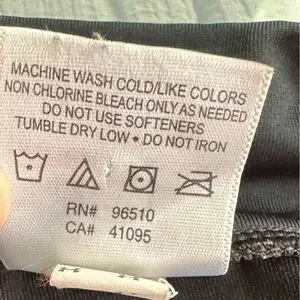 MACHINE WASH COLD/LIKE COLORS
NON CHLORINE BLEACH ONLY AS NEEDED
DO NOT USE SOFTENERS
TUMBLE DRY LOW • DO NOT IRON
RN# 96510
CA# 41095